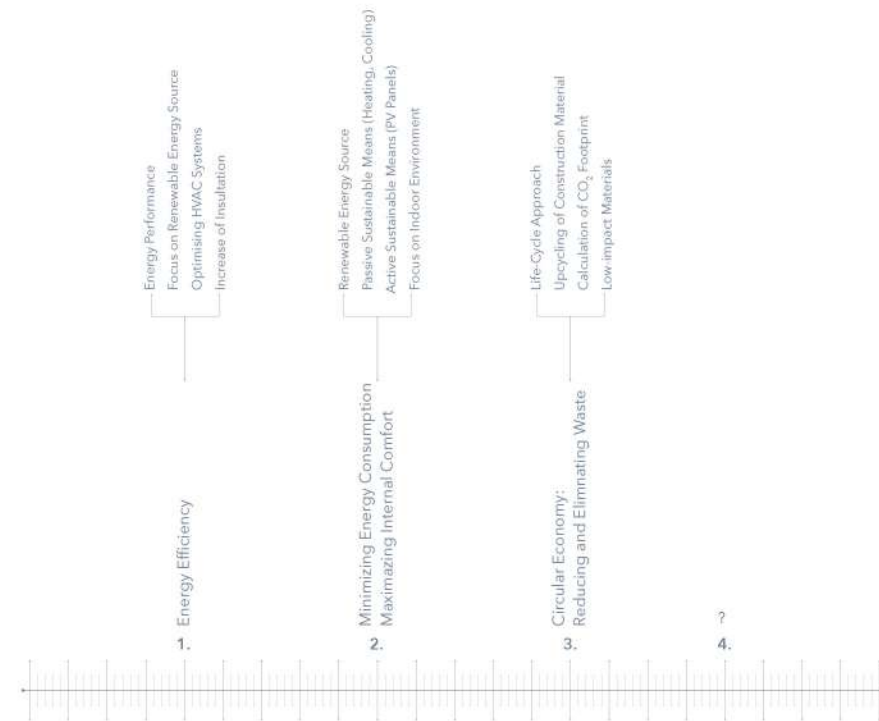 Energy Performance
Focus on Renewable Energy Source
Optimising HVAC Systems
Increase of Insultation
Energy Efficiency
1.
Renewable Energy Source
Passive Sustainable Means (Heating, Cooling)
Active Sustainable Means (PV Panels)
Focus on Indoor Environment
Minimizing Energy Consumption
Maximazing Internal Comfort
2.
Life-Cycle Approach
Upcycling of Construction Material
Calculation of CO₂ Footprint
Low-impact Materials
Circular Economy:
Reducing and Elimnating Waste
3.
?
4.